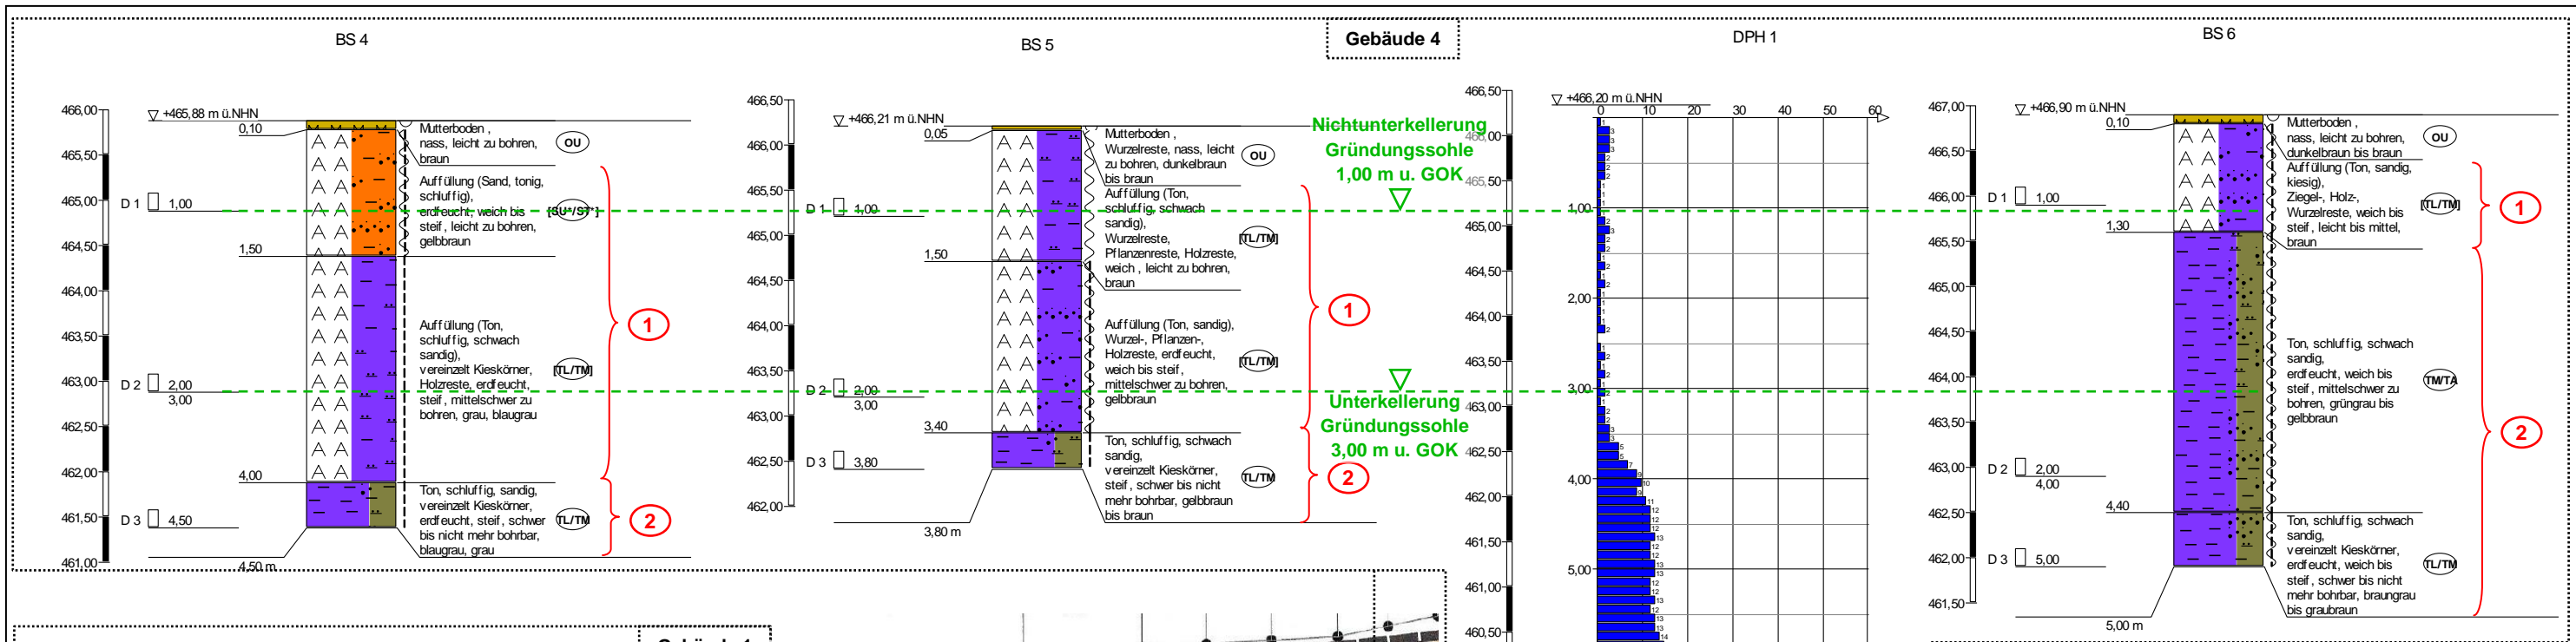 BS 4
BS 5
Gebäude 4
DPH 1
BS 6
466,00
465,50
465,00
464,50
464,00
463,50
463,00
462,50
462,00
461,50
461,00
+465,88 m ü.NHN
0,10
D 1
1,00
1,50
D 2
2,00
3,00
4,00
D 3
4,50
4,50 m
Mutterboden ,
nass, leicht zu bohren,
braun
OU
Auffüllung (Sand, tonig,
schluffig),
erdfeucht, weich bis
steif , leicht zu bohren,
gelbbraun
[SU*/ST*]
Auffüllung (Ton,
schluffig, schwach
sandig),
vereinzelt Kieskörner,
Holzreste, erdfeucht,
steif , mittelschwer zu
bohren, grau, blaugrau
[TL/TM]
Ton, schluffig, sandig,
vereinzelt Kieskörner,
erdfeucht, steif , schwer
bis nicht mehr bohrbar,
blaugrau, grau
TL/TM
1
2
466,50
466,00
465,50
465,00
464,50
464,00
463,50
463,00
462,50
462,00
+466,21 m ü.NHN
0,05
D 1
1,00
1,50
D 2
2,00
3,00
3,40
D 3
3,80
3,80 m
Mutterboden ,
Wurzelreste, nass, leicht
zu bohren, dunkelbraun
bis braun
OU
Auffüllung (Ton,
schluffig, schwach
sandig),
Wurzelreste,
Pflanzenreste, Holzreste,
weich , leicht zu bohren,
braun
[TL/TM]
Auffüllung (Ton, sandig),
Wurzel-, Pflanzen-,
Holzreste, erdfeucht,
weich bis steif ,
mittelschwer zu bohren,
gelbbraun
[TL/TM]
Ton, schluffig, schwach
sandig,
vereinzelt Kieskörner,
steif , schwer bis nicht
mehr bohrbar, gelbbraun
bis braun
TL/TM
1
2
Nichtunterkellerung
Gründungssohle
1,00 m u. GOK
Unterkellerung
Gründungssohle
3,00 m u. GOK
466,50
466,00
465,50
465,00
464,50
464,00
463,50
463,00
462,50
462,00
461,50
461,00
460,50
+466,20 m ü.NHN
0 10 20 30 40 50 60
1,00
2,00
3,00
4,00
5,00
467,00
466,50
466,00
465,50
465,00
464,50
464,00
463,50
463,00
462,50
462,00
461,50
+466,90 m ü.NHN
0,10
D 1
1,00
1,30
D 2
2,00
4,00
4,40
D 3
5,00
5,00 m
Mutterboden ,
nass, leicht zu bohren,
dunkelbraun bis braun
OU
Auffüllung (Ton, sandig,
kiesig),
Ziegel-, Holz-,
Wurzelreste, weich bis
steif , leicht bis mittel,
braun
[TL/TM]
Ton, schluffig, schwach
sandig,
erdfeucht, weich bis
steif , mittelschwer zu
bohren, grüngrau bis
gelbbraun
TM/TA
Ton, schluffig, schwach
sandig,
vereinzelt Kieskörner,
erdfeucht, weich bis
steif , schwer bis nicht
mehr bohrbar, braungrau
bis graubraun
TL/TM
1
2